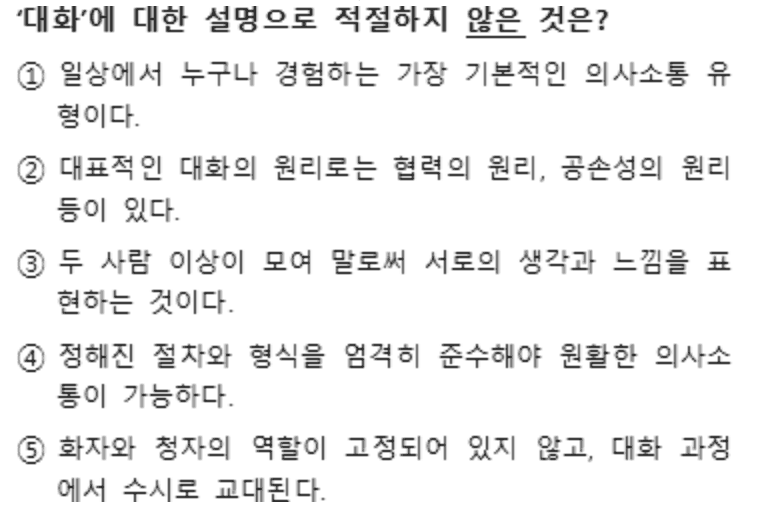 ‘대화’에 대한 설명으로 적절하지 않은 것은?
① 일상에서 누구나 경험하는 가장 기본적인 의사소통 유
형이다.
② 대표적인 대화의 원리로는 협력의 원리, 공손성의 원리
등이 있다.
③ 두 사람 이상이 모여 말로써 서로의 생각과 느낌을 표
현하는 것이다.
④ 정해진 절차와 형식을 엄격히 준수해야 원활한 의사소
통이 가능하다.
⑤ 화자와 청자의 역할이 고정되어 있지 않고, 대화 과정
에서 수시로 교대된다.